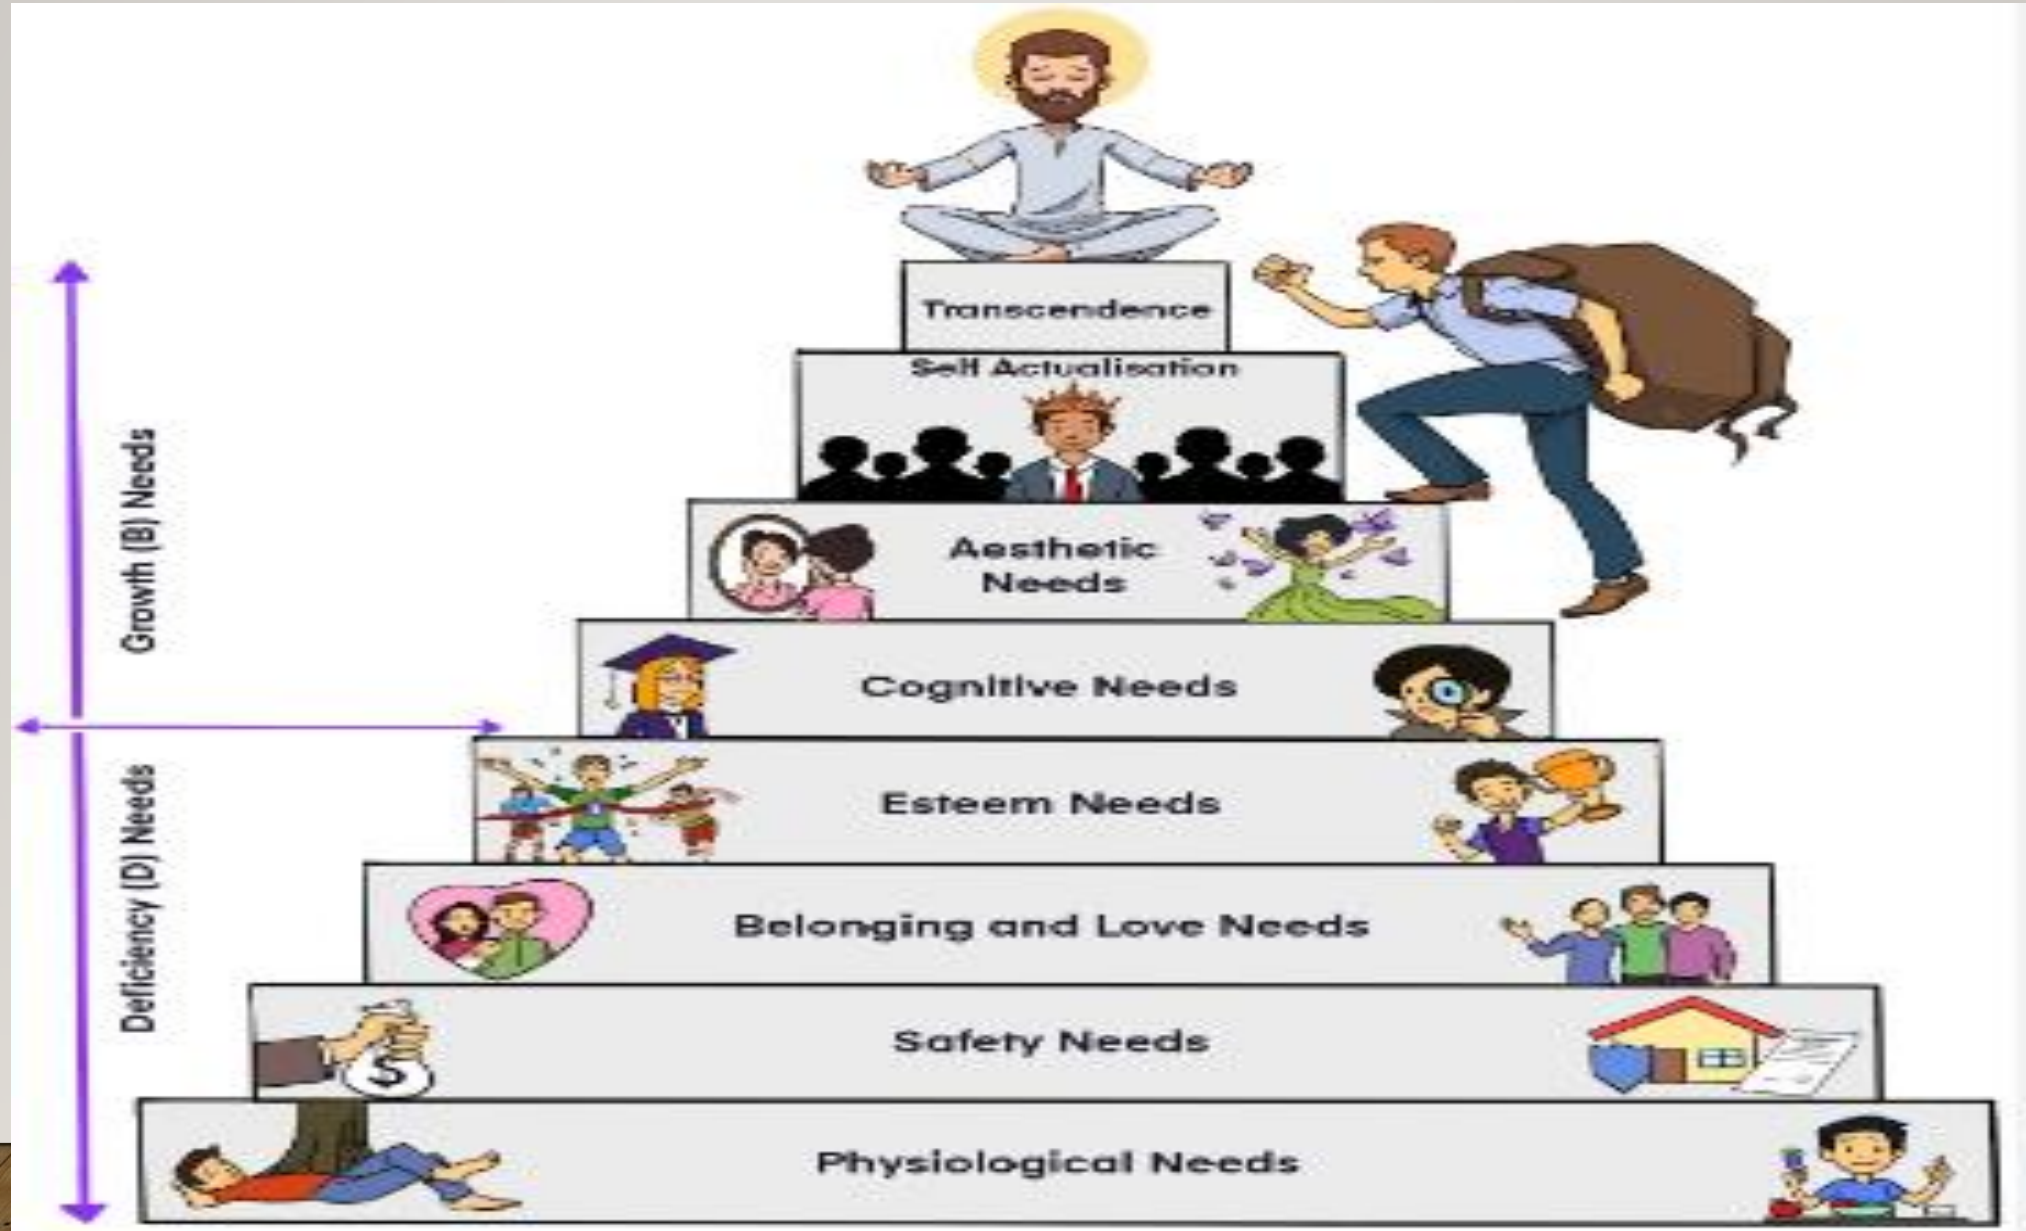 Transcendence
Self Actualisation
Aesthetic
Needs
Cognitive Needs
Esteem Needs
Belonging and Love Needs
Safety Needs
$
Physiological Needs
Growth (B) Needs
Deficiency (D) Needs